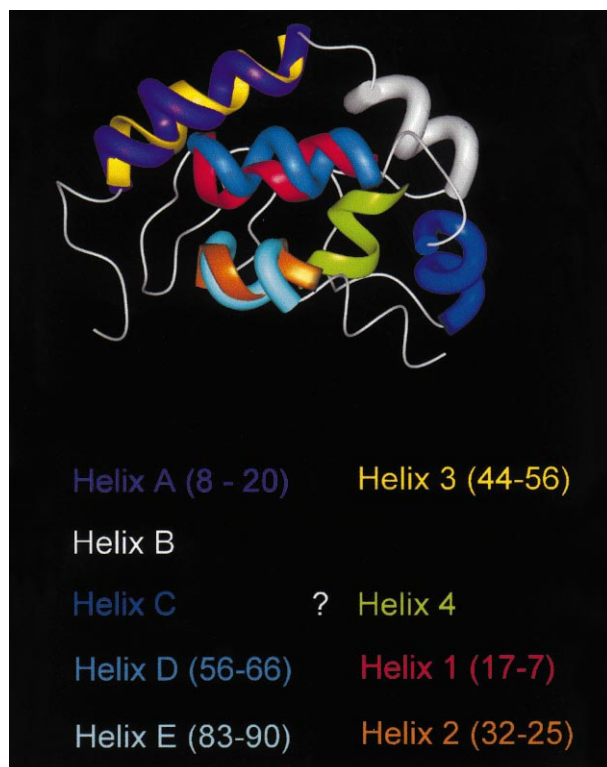 Helix A (8 - 20) Helix 3 (44-56)
Helix B
Helix C ? Helix 4
Helix D (56-66) Helix 1 (17-7)
Helix E (83-90) Helix 2 (32-25)